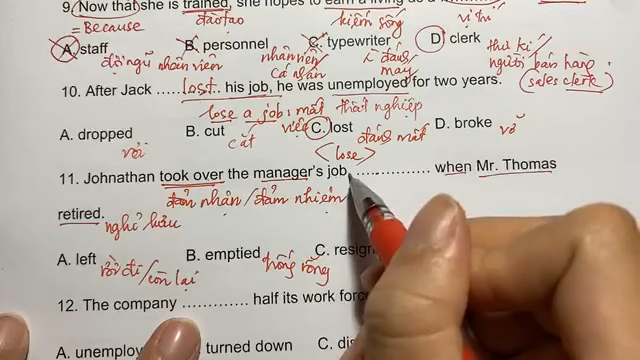 9. Now that she is trained, she hopes to earn a living as a
= Because đào tạo kiếm sống vị trí
A. staff B. personnel C. typewriter D. clerk thư kí
đội ngũ nhân viên nhân viên cá nhân máy người bán hàng
(sales clerk)
10. After Jack .....lost.. his job, he was unemployed for two years.
lose a job: mất việc thất nghiệp
A. dropped B. cut C. lost D. broke vỡ
rơi cắt đánh mất
<lose>
11. Johnathan took over the manager's job ................ when Mr. Thomas
đảm nhận/đảm nhiệm
retired. nghỉ hưu
A. left B. emptied C. resign
rời đi/còn lại trống rỗng
12. The company ............ half its work force
A. unemploy turned down C. dis